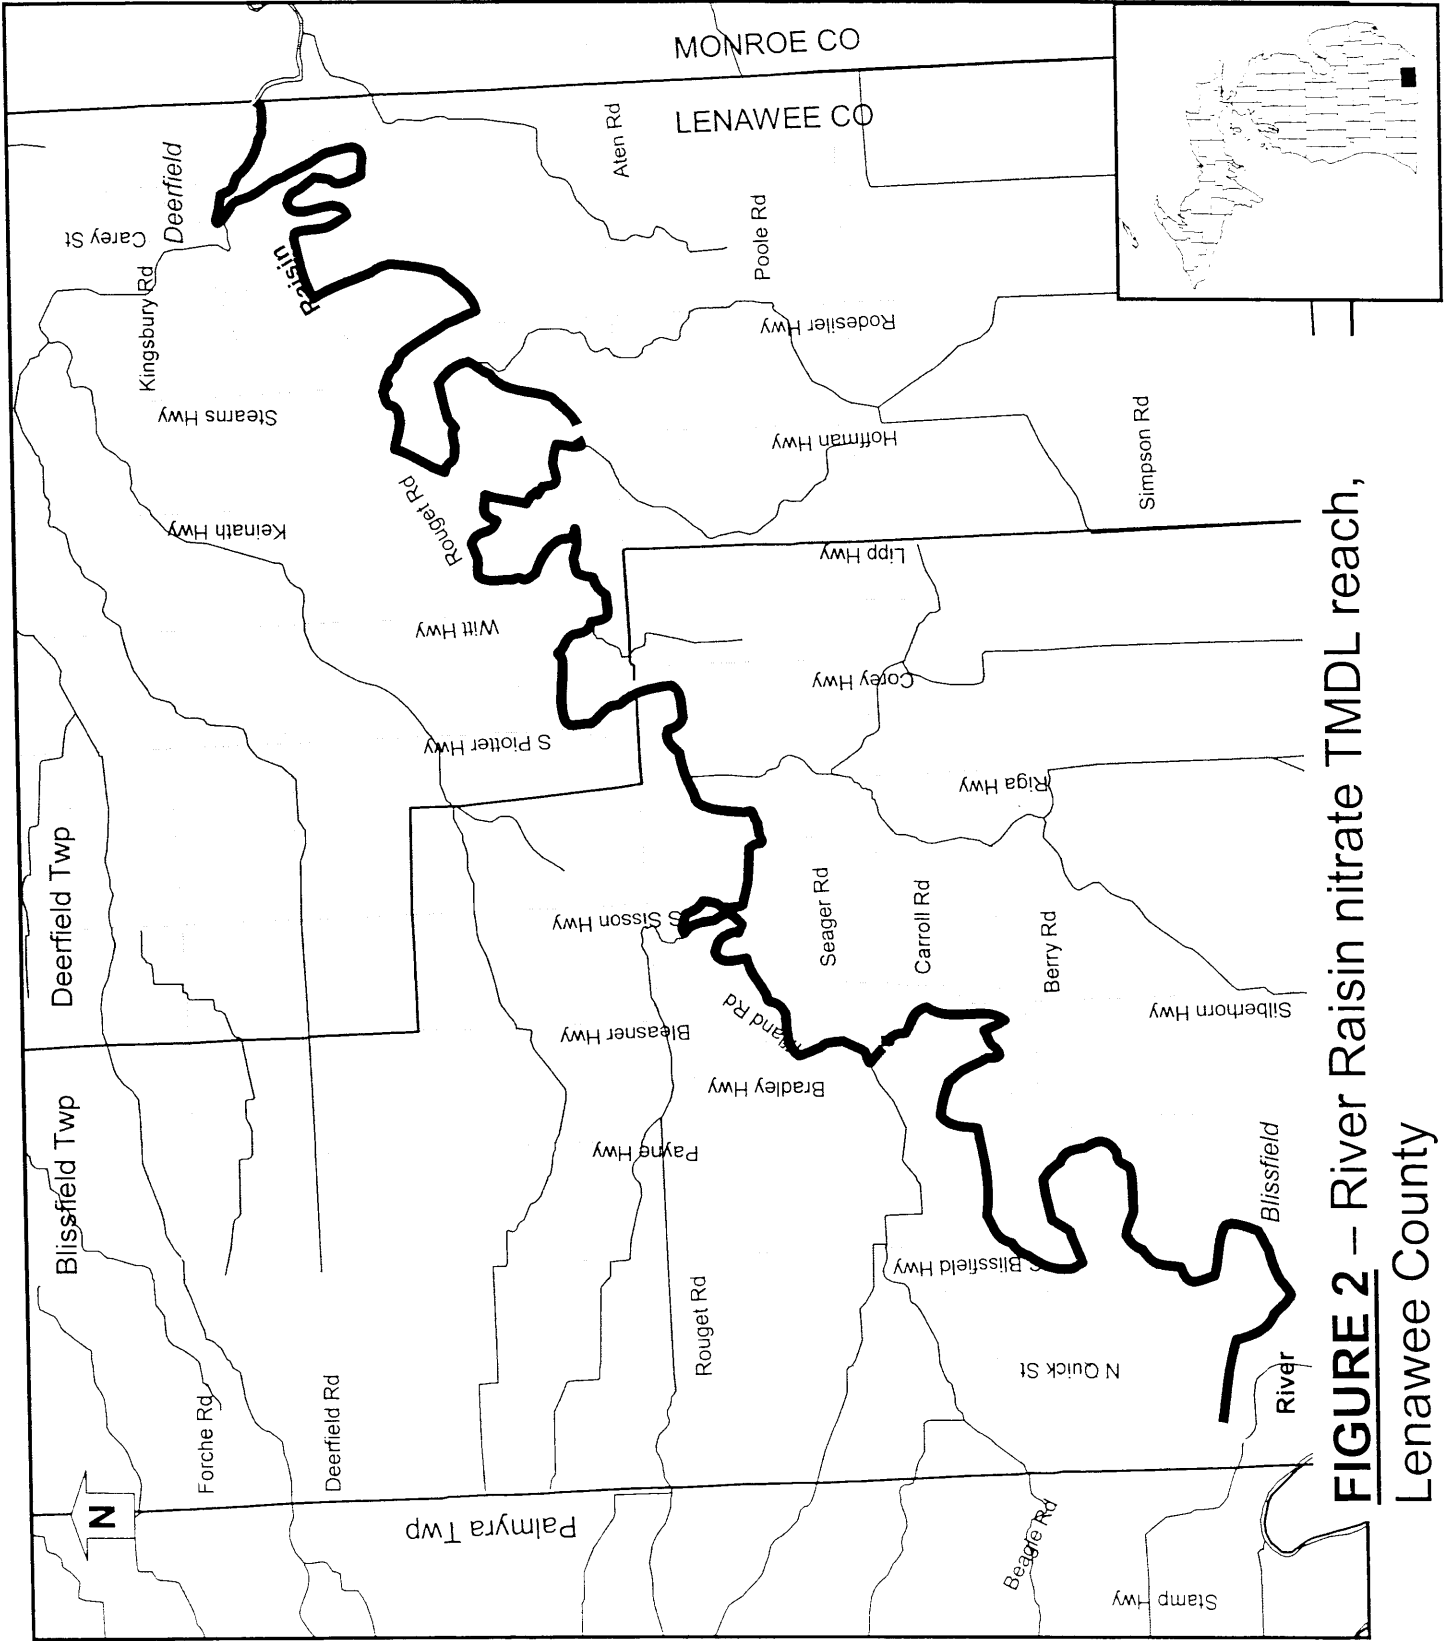 MONROE CO
LENAWEE CO
Deerfield
Carey St
Kingsbury Rd
Raisin
Aten Rd
Poole Rd
Rodesiler Hwy
Stearns Hwy
Hoffman Hwy
Simpson Rd
Rouget Rd
Keinath Hwy
Lipp Hwy
Witt Hwy
Corey Hwy
S Piotter Hwy
Riga Hwy
Deerfield Twp
S Sisson Hwy
Seager Rd
Carroll Rd
Berry Rd
Silberhorn Hwy
Bleasner Hwy
Bradley Hwy
Blissfield Twp
Payne Hwy
Blissfield
S Blissfield Hwy
Rouget Rd
N Quick St
River
Forche Rd
Deerfield Rd
N
Palmyra Twp
Beagle Rd
Stamp Hwy
Rd
FIGURE 2 – River Raisin nitrate TMDL reach,
Lenawee County